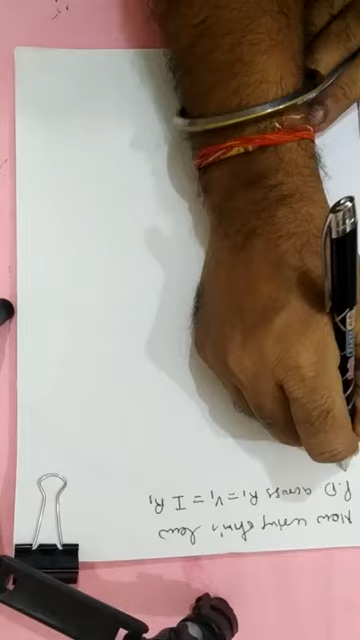 Now using ohm's law
P.D across R₁ = V₁ = I R₁